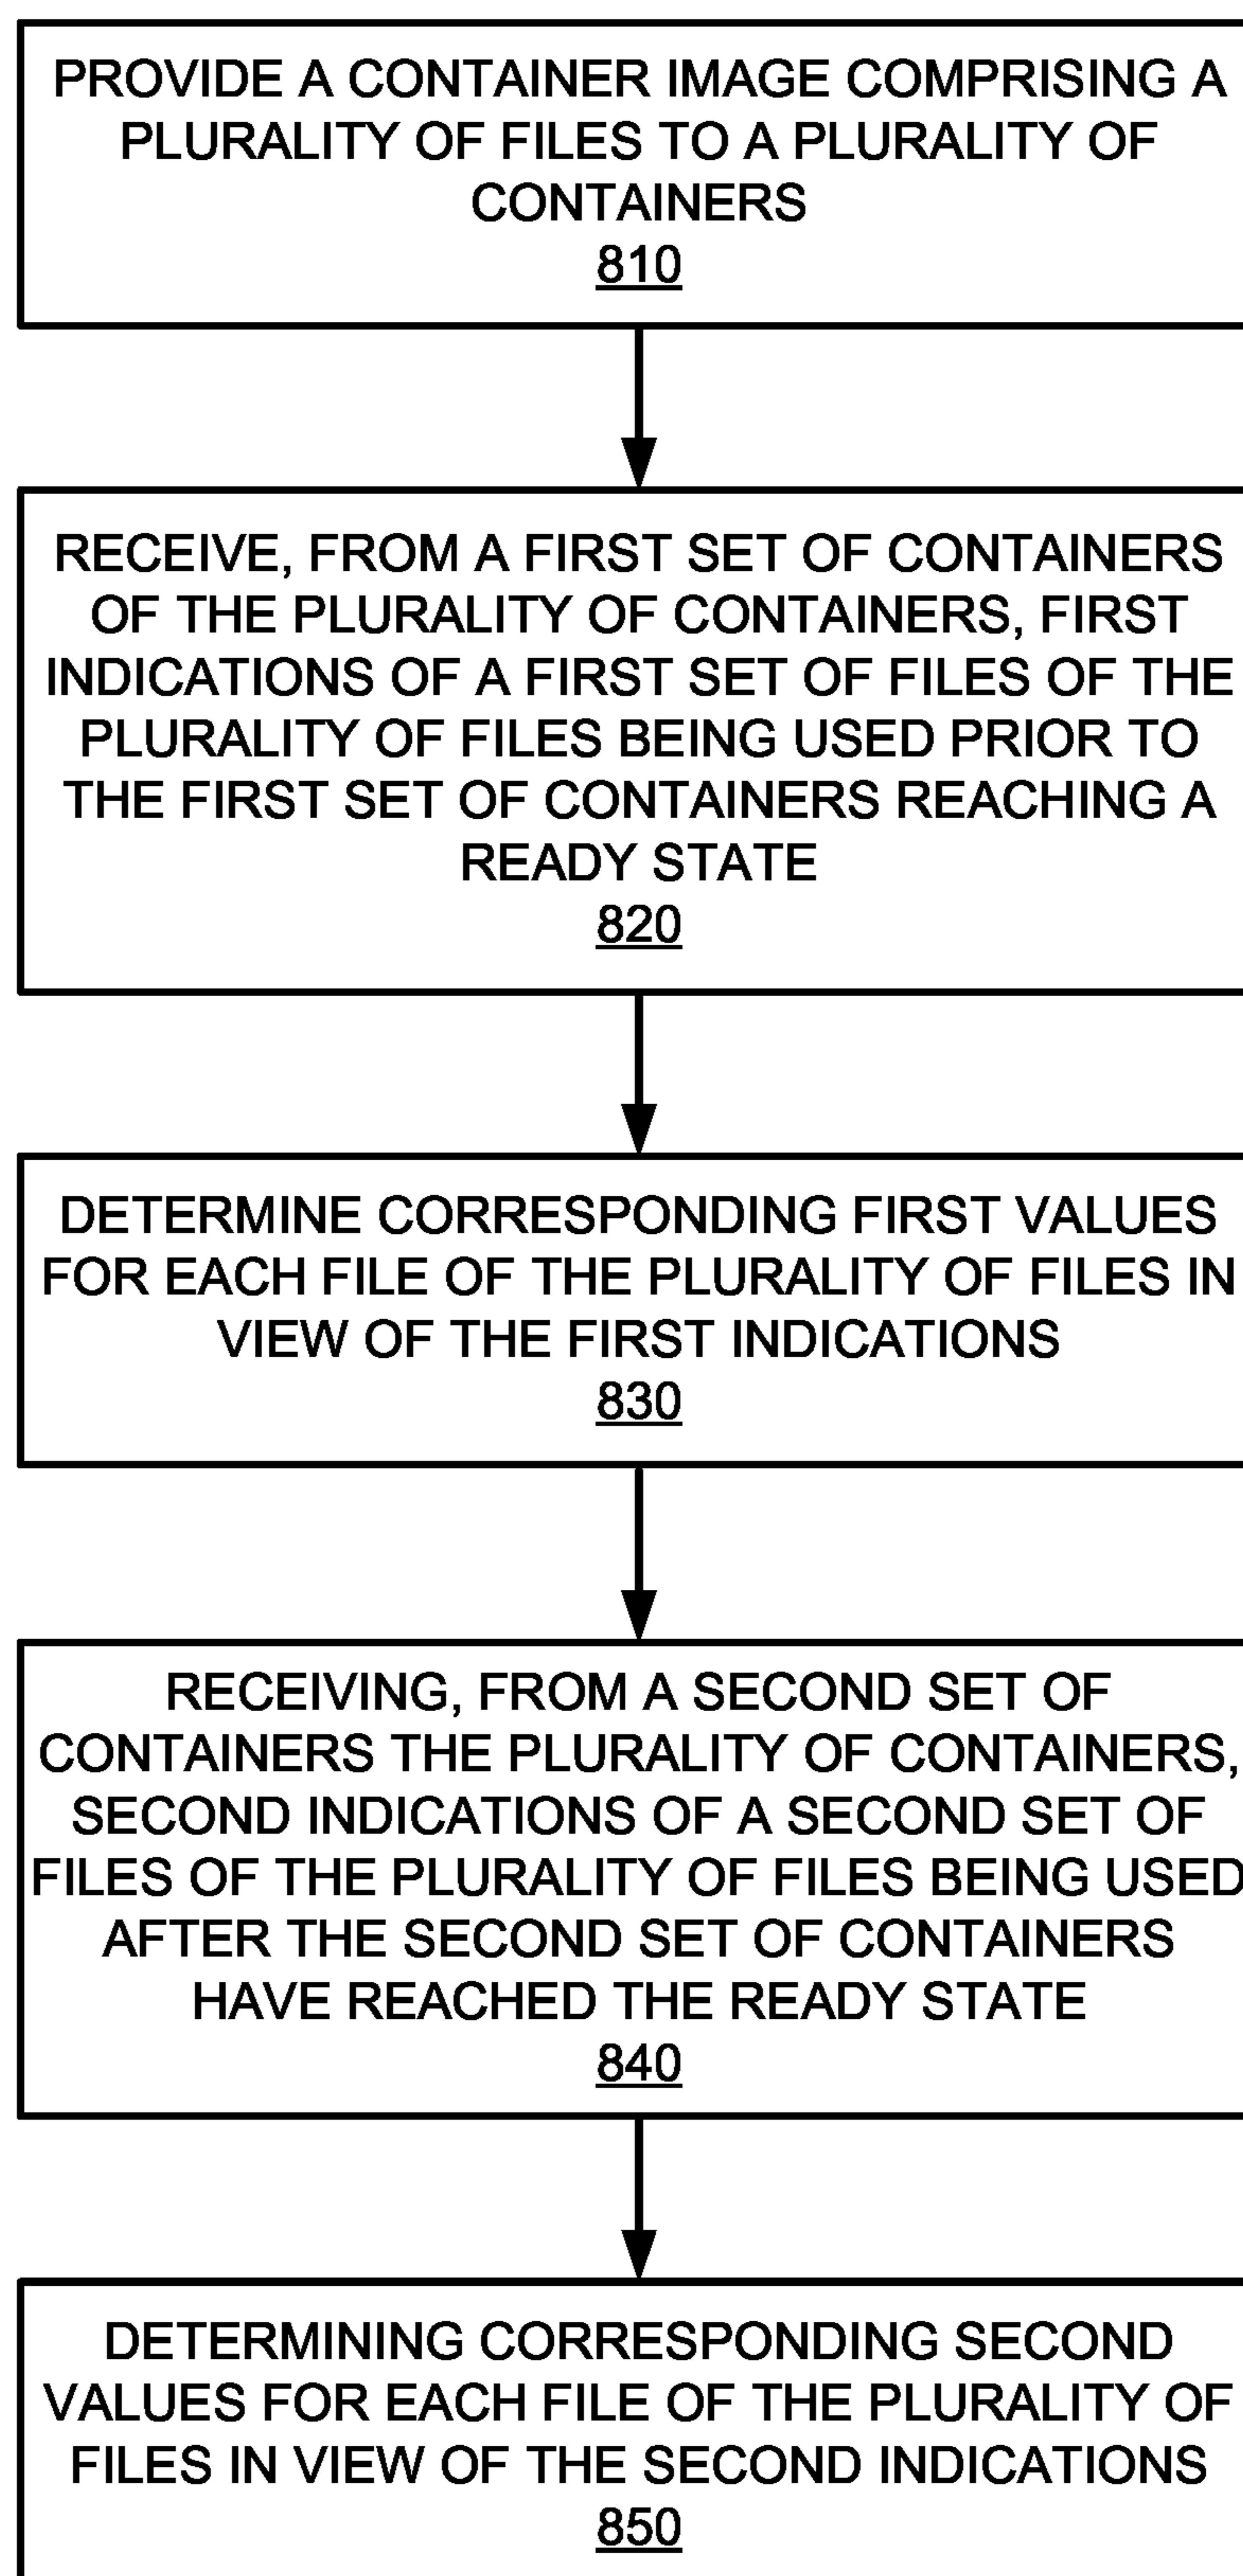 PROVIDE A CONTAINER IMAGE COMPRISING A
PLURALITY OF FILES TO A PLURALITY OF
CONTAINERS
810
RECEIVE, FROM A FIRST SET OF CONTAINERS
OF THE PLURALITY OF CONTAINERS, FIRST
INDICATIONS OF A FIRST SET OF FILES OF THE
PLURALITY OF FILES BEING USED PRIOR TO
THE FIRST SET OF CONTAINERS REACHING A
READY STATE
820
DETERMINE CORRESPONDING FIRST VALUES
FOR EACH FILE OF THE PLURALITY OF FILES IN
VIEW OF THE FIRST INDICATIONS
830
RECEIVING, FROM A SECOND SET OF
CONTAINERS THE PLURALITY OF CONTAINERS,
SECOND INDICATIONS OF A SECOND SET OF
FILES OF THE PLURALITY OF FILES BEING USED
AFTER THE SECOND SET OF CONTAINERS
HAVE REACHED THE READY STATE
840
DETERMINING CORRESPONDING SECOND
VALUES FOR EACH FILE OF THE PLURALITY OF
FILES IN VIEW OF THE SECOND INDICATIONS
850